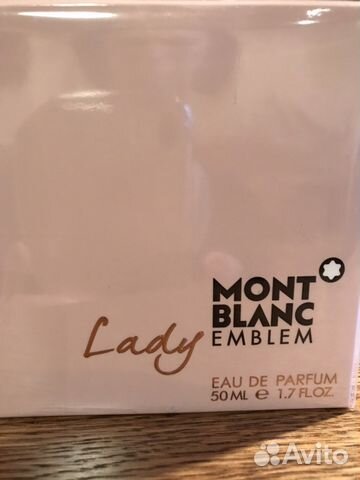 MONT
BLANC
Lady EMBLEM
EAU DE PARFUM
50 ML e 1.7 FL.OZ.
Avito